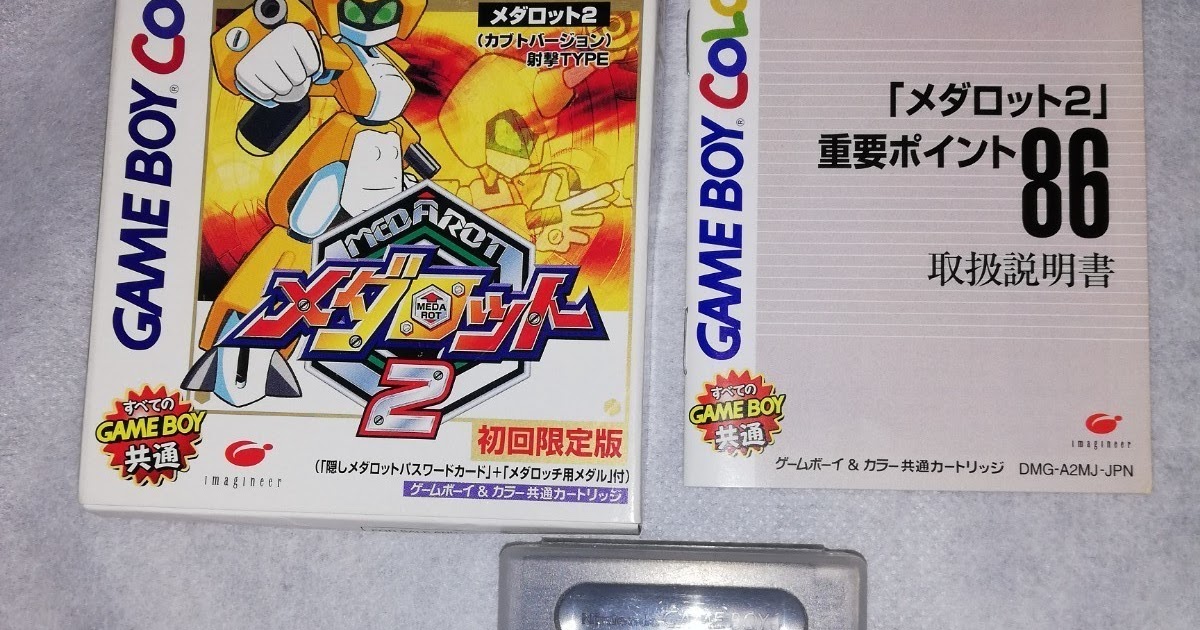 GAME BOY CO
メダロット2
(カブトバージョン)
射撃TYPE
MEDAROT
メダロット
MEDA
ROT
2
すべての
GAME BOY
共通
imagineer
初回限定版
(「隠しメダロットパスワードカード」+「メダロッチ用メダル」付)
ゲームボーイ & カラー共通カートリッジ
GAME BOY COLO
「メダロット2」
重要ポイント86
取扱説明書
すべての
GAME BOY
共通
imagineer
ゲームボーイ & カラー共通カートリッジ DMG-A2MJ-JPN